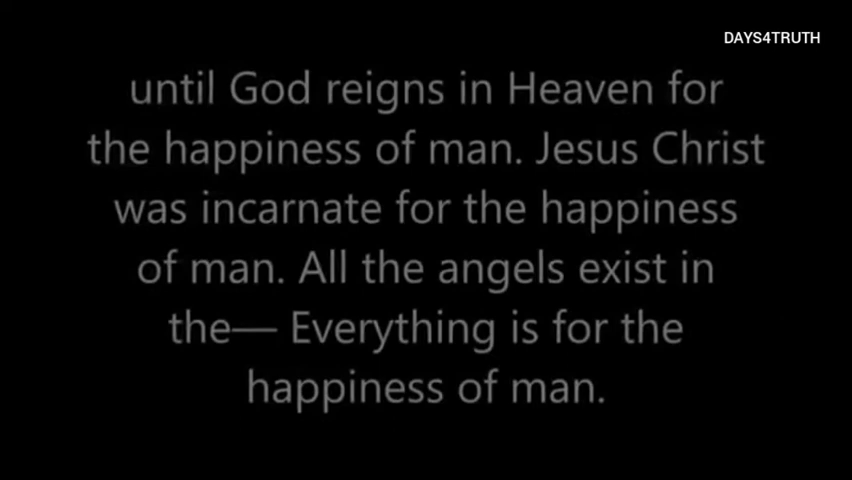 DAYS4TRUTH
until God reigns in Heaven for
the happiness of man. Jesus Christ
was incarnate for the happiness
of man. All the angels exist in
the— Everything is for the
happiness of man.